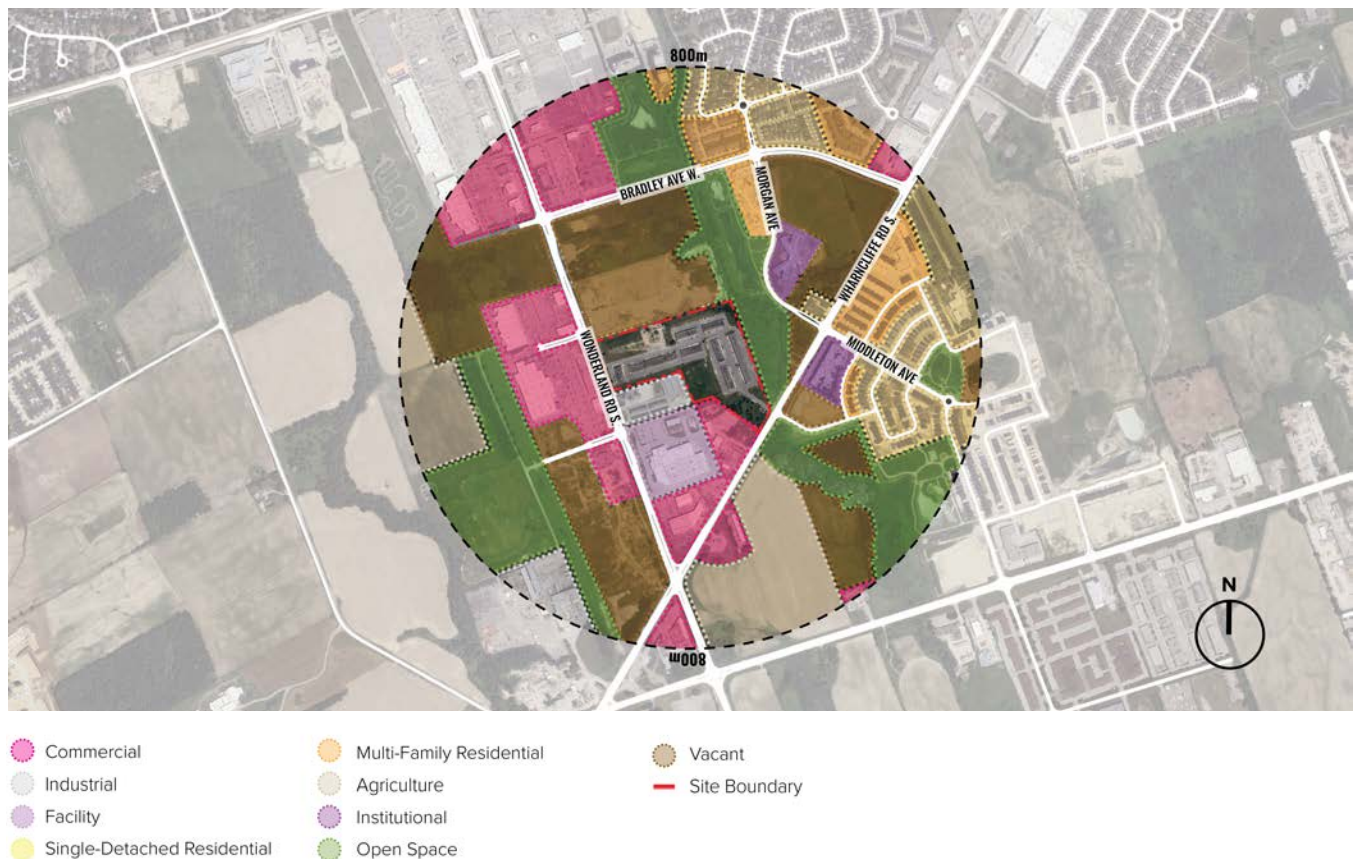 800m
BRADLEY AVE W.
MORGAN AVE
WHARNCLIFFE RD S.
WONDERLAND RD S.
MIDDLETON AVE
800m
N
Commercial
Industrial
Facility
Single-Detached Residential
Multi-Family Residential
Agriculture
Institutional
Open Space
Vacant
Site Boundary